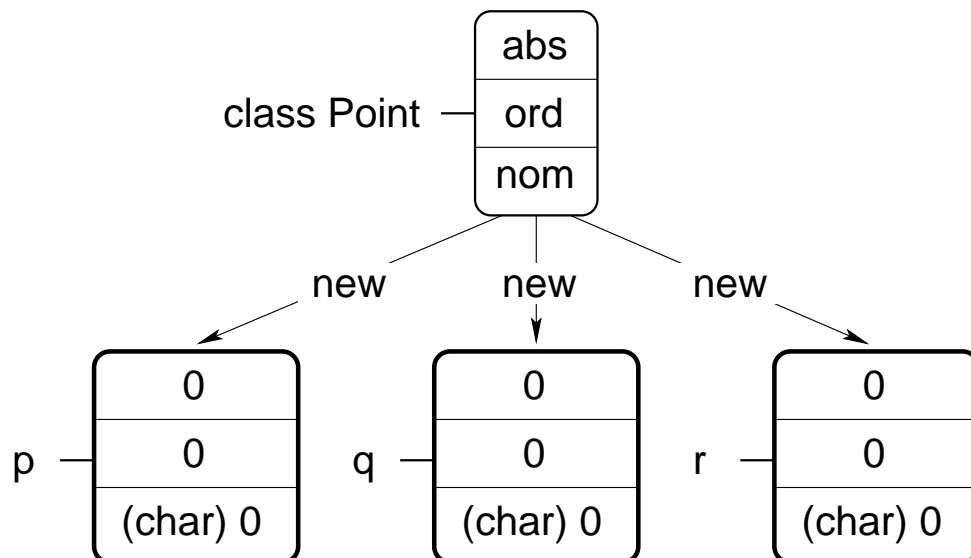 abs
class Point
ord
nom
new new new
0 0 0
p 0 q 0 r 0
(char) 0 (char) 0 (char) 0